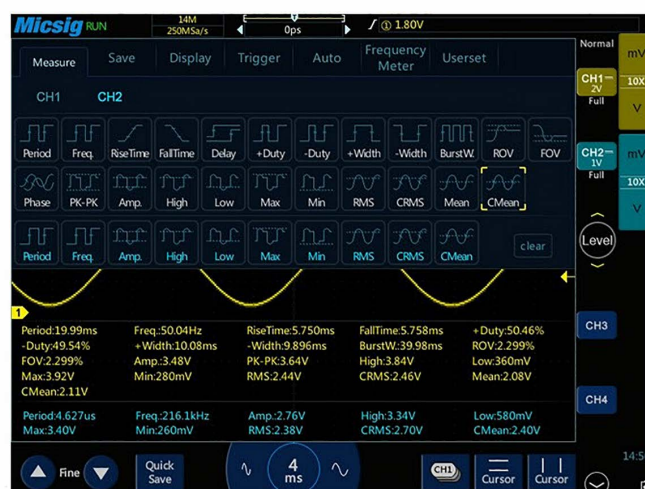 Micsig RUN 14M 250MSa/s 0ps ① 1.80V
Normal
Measure Save Display Trigger Auto Frequency Meter Userset
CH1 CH2
Period Freq. RiseTime FallTime Delay +Duty -Duty +Width -Width BurstW. ROV FOV
Phase PK-PK Amp. High Low Max Min RMS CRMS Mean CMean
Period Freq. Amp. High Low Max Min RMS CRMS CMean clear
CH1 2V Full mV 10X V
CH2 1V Full mV 10X V
Level
CH3
CH4
1
Period:19.99ms Freq.:50.04Hz RiseTime:5.750ms FallTime:5.758ms +Duty:50.46%
-Duty:49.54% +Width:10.08ms -Width:9.896ms BurstW.:39.98ms ROV:2.299%
FOV:2.299% Amp.:3.48V PK-PK:3.64V High:3.84V Low:360mV
Max:3.92V Min:280mV RMS:2.44V CRMS:2.46V Mean:2.08V
CMean:2.11V
Period:4.627us Freq.:216.1kHz Amp.:2.76V High:3.34V Low:580mV
Max:3.40V Min:260mV RMS:2.38V CRMS:2.70V CMean:2.40V
Fine Quick Save 4 ms CH1 Cursor Cursor